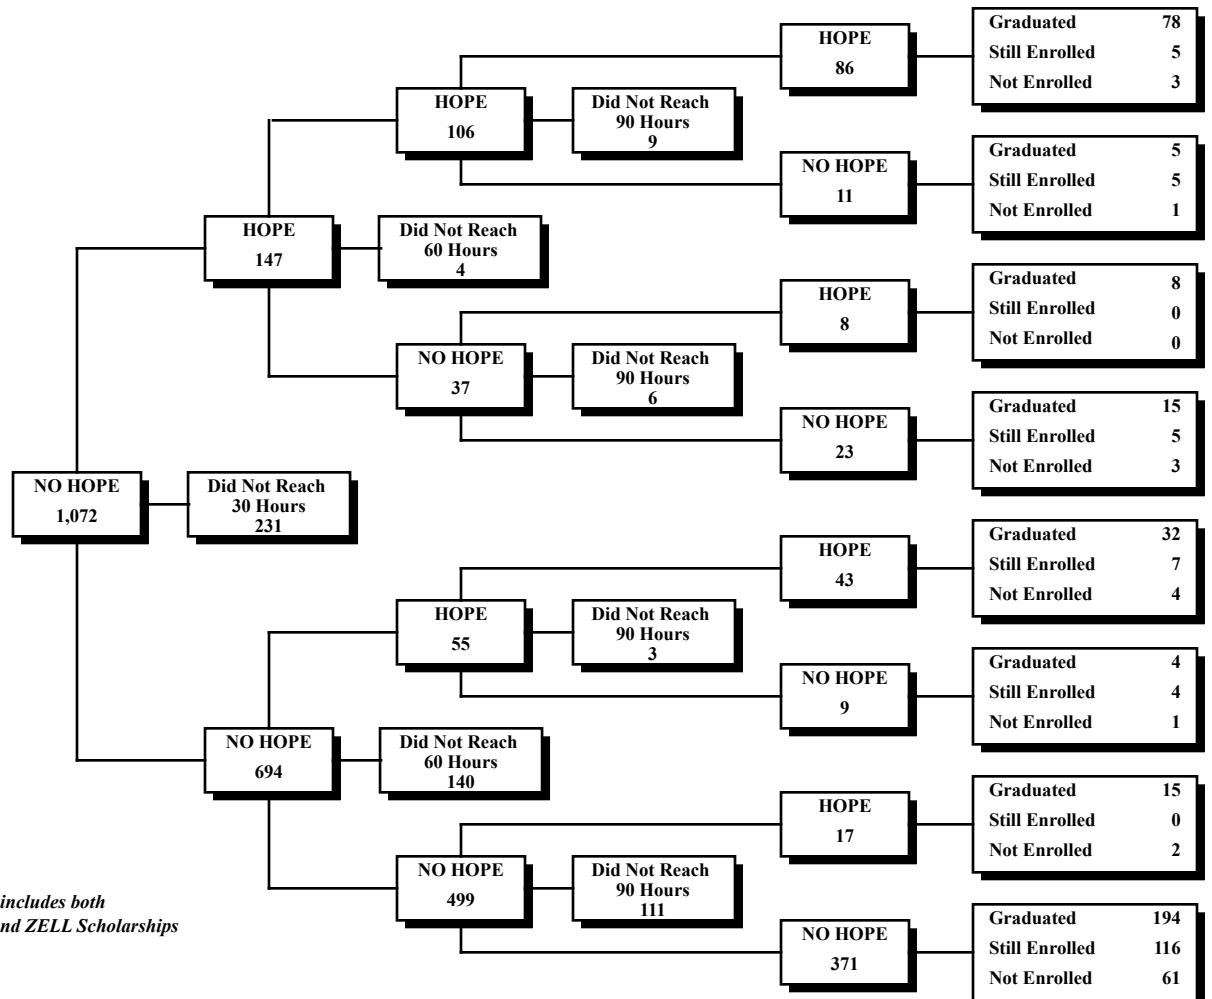 Graduated 78
HOPE
Still Enrolled 5
86
Not Enrolled 3
HOPE
106
Did Not Reach
90 Hours
9
Graduated 5
NO HOPE
Still Enrolled 5
11
Not Enrolled 1
HOPE
147
Did Not Reach
60 Hours
4
Graduated 8
HOPE
Still Enrolled 0
8
Not Enrolled 0
NO HOPE
37
Did Not Reach
90 Hours
6
Graduated 15
NO HOPE
Still Enrolled 5
23
Not Enrolled 3
NO HOPE
1,072
Did Not Reach
30 Hours
231
Graduated 32
HOPE
Still Enrolled 7
43
Not Enrolled 4
HOPE
55
Did Not Reach
90 Hours
3
Graduated 4
NO HOPE
Still Enrolled 4
9
Not Enrolled 1
NO HOPE
694
Did Not Reach
60 Hours
140
Graduated 15
HOPE
Still Enrolled 0
17
Not Enrolled 2
NO HOPE
499
Did Not Reach
90 Hours
111
includes both
nd ZELL Scholarships
Graduated 194
NO HOPE
Still Enrolled 116
371
Not Enrolled 61